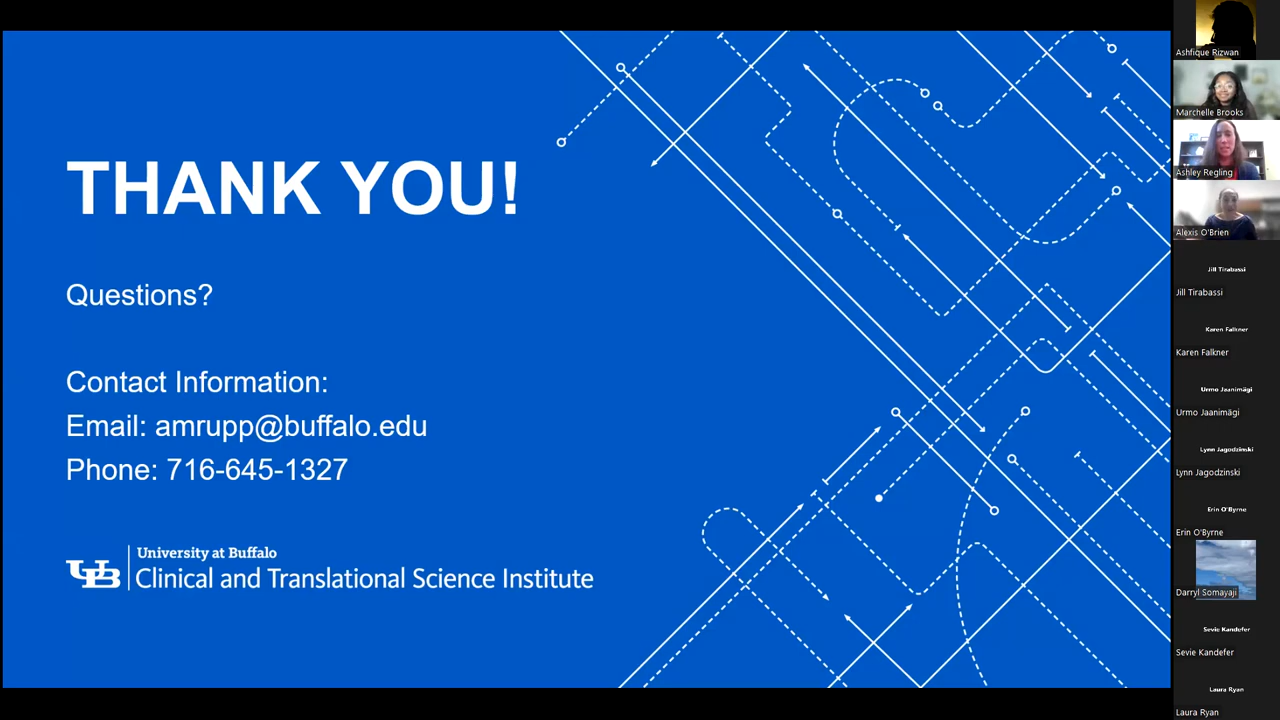 THANK YOU!
Questions?
Contact Information:
Email: amrupp@buffalo.edu
Phone: 716-645-1327
UB
University at Buffalo
Clinical and Translational Science Institute
Ashfique Rizwan
Marchelle Brooks
Ashley Regling
Alexis O'Brien
Jill Tirabassi
Jill Tirabassi
Karen Falkner
Karen Falkner
Urmo Jaanimägi
Urmo Jaanimägi
Lynn Jagodzinski
Lynn Jagodzinski
Erin O'Byrne
Erin O'Byrne
Darryl Somayaji
Sevie Kandefer
Sevie Kandefer
Laura Ryan
Laura Ryan